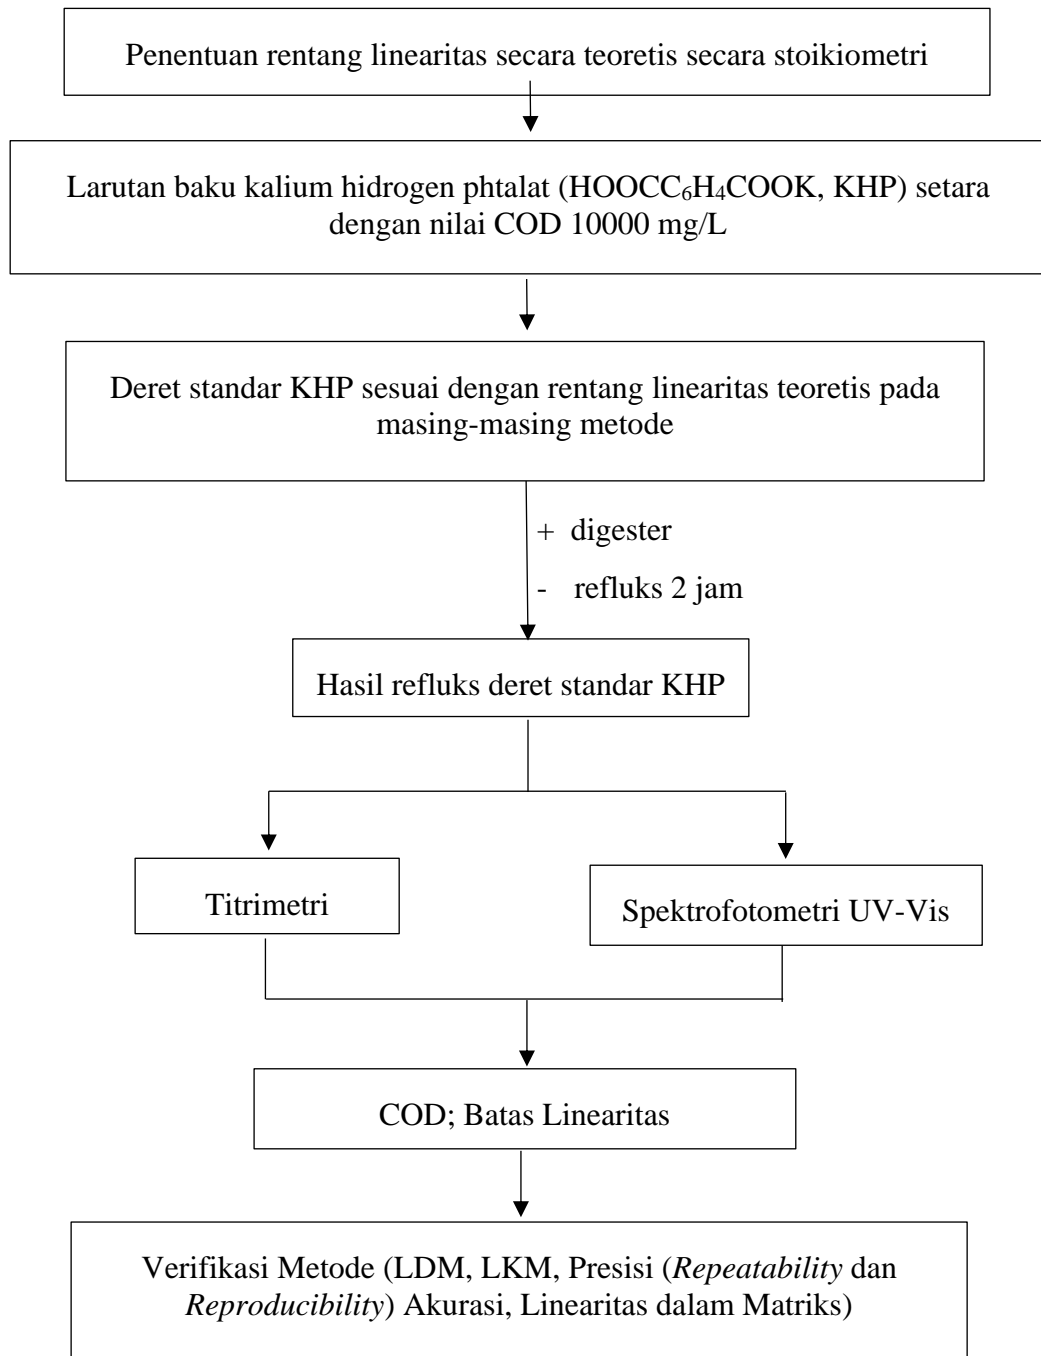 Penentuan rentang linearitas secara teoretis secara stoikiometri
Larutan baku kalium hidrogen phtalat (HOOCC₆H₄COOK, KHP) setara
dengan nilai COD 10000 mg/L
Deret standar KHP sesuai dengan rentang linearitas teoretis pada
masing-masing metode
+ digester
- refluks 2 jam
Hasil refluks deret standar KHP
Titrimetri
Spektrofotometri UV-Vis
COD; Batas Linearitas
Verifikasi Metode (LDM, LKM, Presisi (Repeatability dan
Reproducibility) Akurasi, Linearitas dalam Matriks)